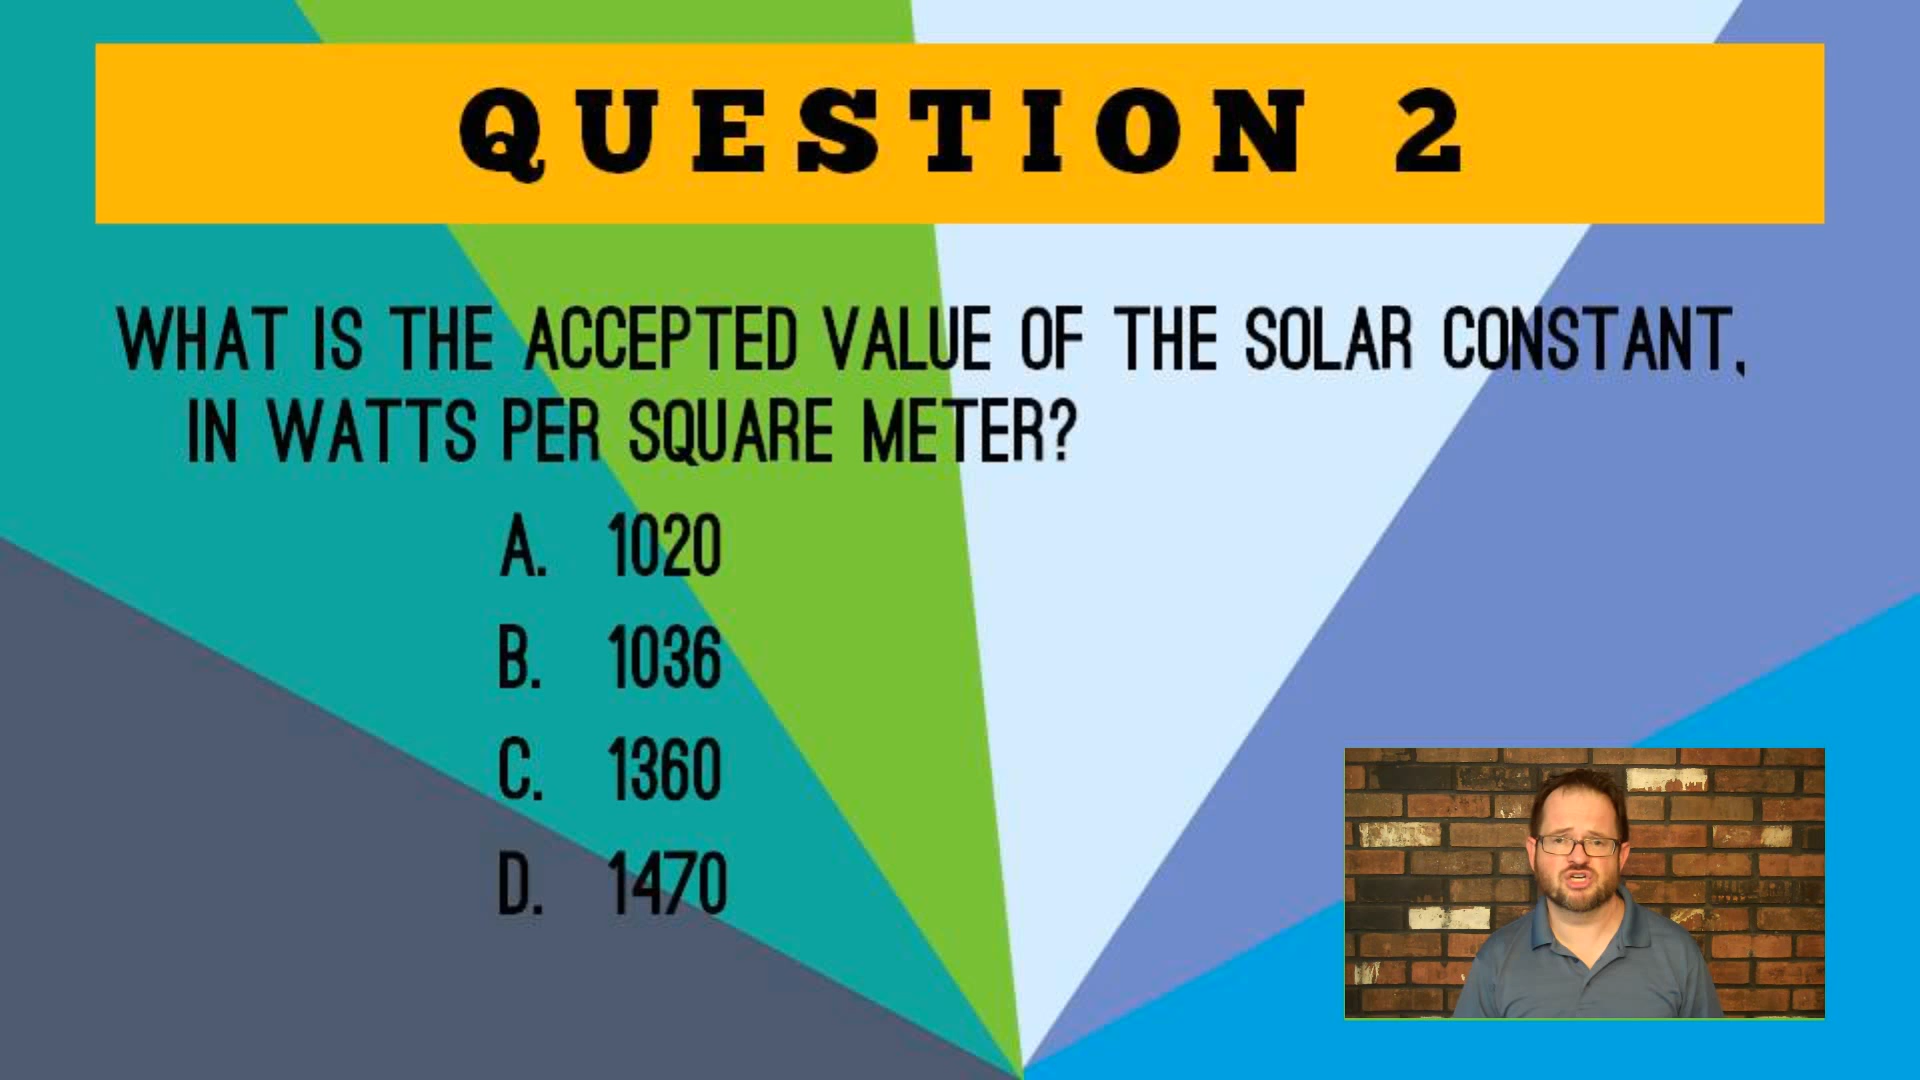 QUESTION 2
WHAT IS THE ACCEPTED VALUE OF THE SOLAR CONSTANT,
IN WATTS PER SQUARE METER?
A. 1020
B. 1036
C. 1360
D. 1470